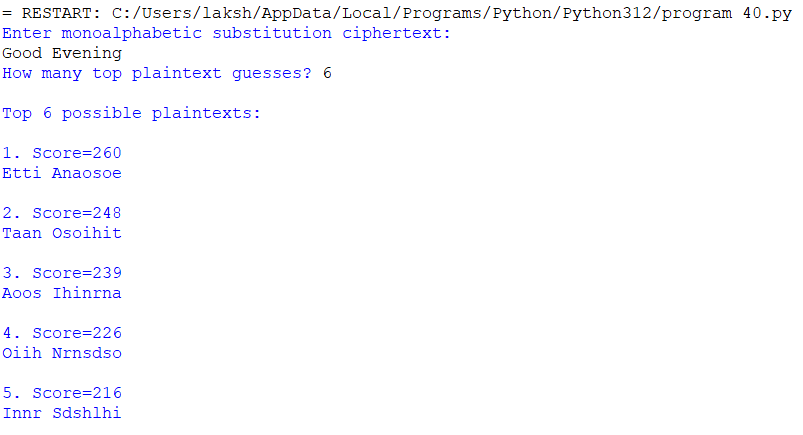 = RESTART: C:/Users/laksh/AppData/Local/Programs/Python/Python312/program 40.py
Enter monoalphabetic substitution ciphertext:
Good Evening
How many top plaintext guesses? 6
Top 6 possible plaintexts:
1. Score=260
Etti Anaosoe
2. Score=248
Taan Osoihit
3. Score=239
Aoos Ihinrna
4. Score=226
Oiih Nrnsdso
5. Score=216
Innr Sdshlhi